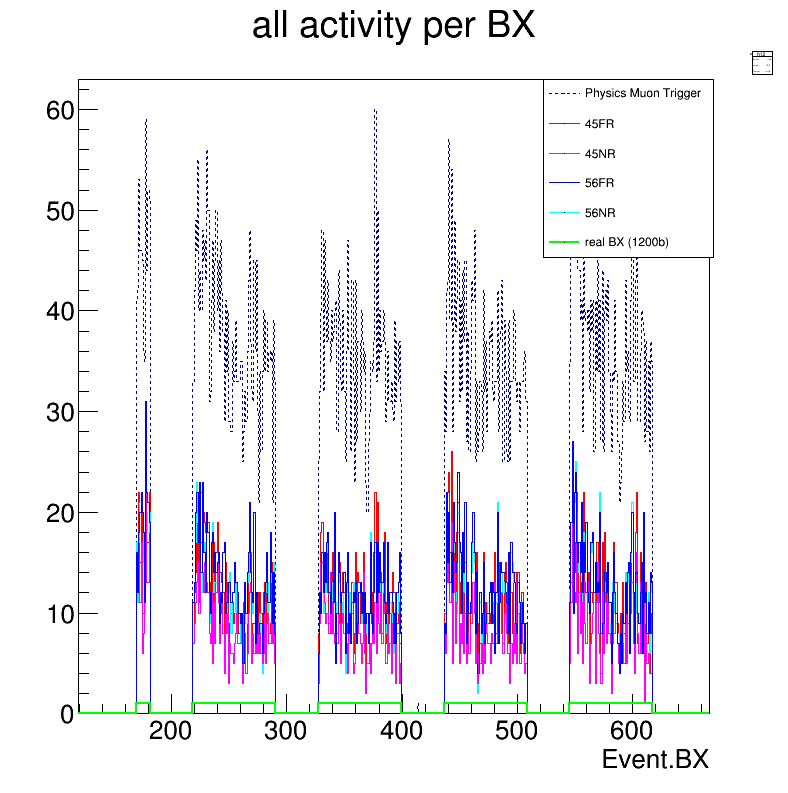 all activity per BX
Physics Muon Trigger
45FR
45NR
56FR
56NR
real BX (1200b)
60
50
40
30
20
10
0
200 300 400 500 600
Event.BX